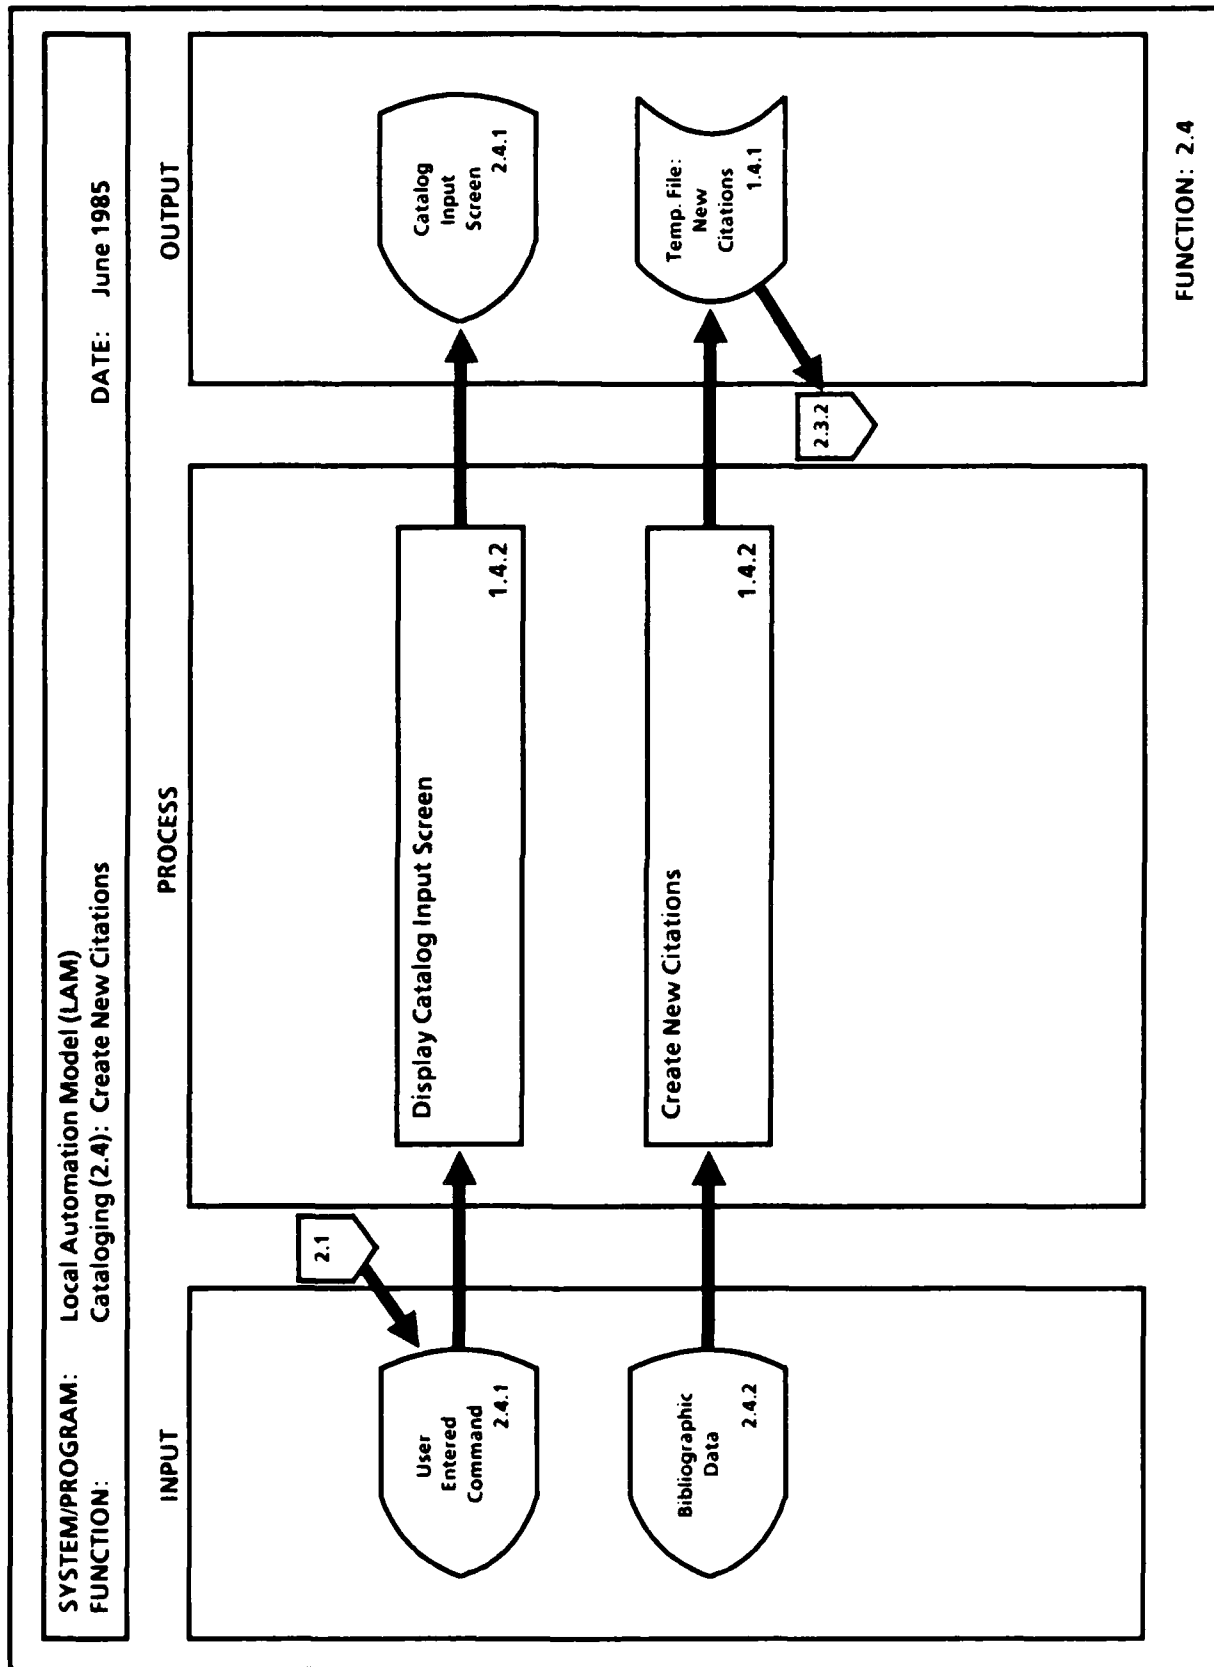 SYSTEM/PROGRAM: Local Automation Model (LAM) DATE: June 1985
FUNCTION: Cataloging (2.4): Create New Citations
INPUT
PROCESS
OUTPUT
2.1
User
Entered
Command
2.4.1
Display Catalog Input Screen
1.4.2
Catalog
Input
Screen
2.4.1
Bibliographic
Data
2.4.2
Create New Citations
1.4.2
Temp. File:
New
Citations
1.4.1
2.3.2
FUNCTION: 2.4